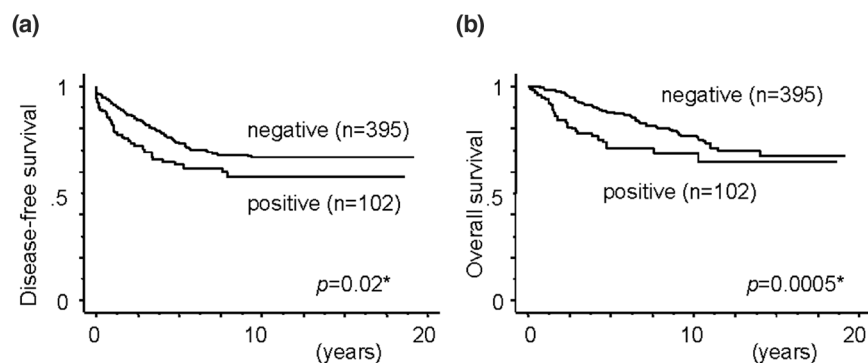 (a)
Disease-free survival
1
.5
0
negative (n=395)
positive (n=102)
p=0.02*
0
10
20
(years)
(b)
Overall survival
1
.5
0
negative (n=395)
positive (n=102)
p=0.0005*
0
10
20
(years)